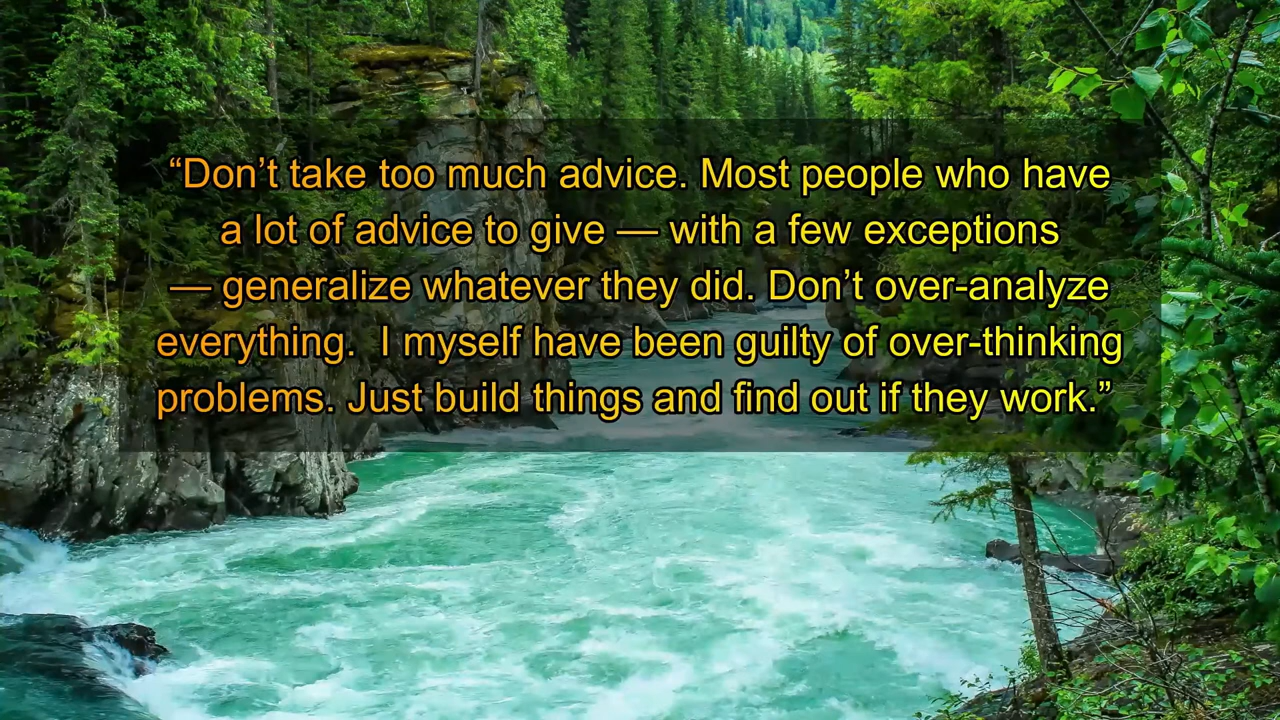 “Don’t take too much advice. Most people who have
a lot of advice to give — with a few exceptions
— generalize whatever they did. Don’t over-analyze
everything.  I myself have been guilty of over-thinking
problems. Just build things and find out if they work.”